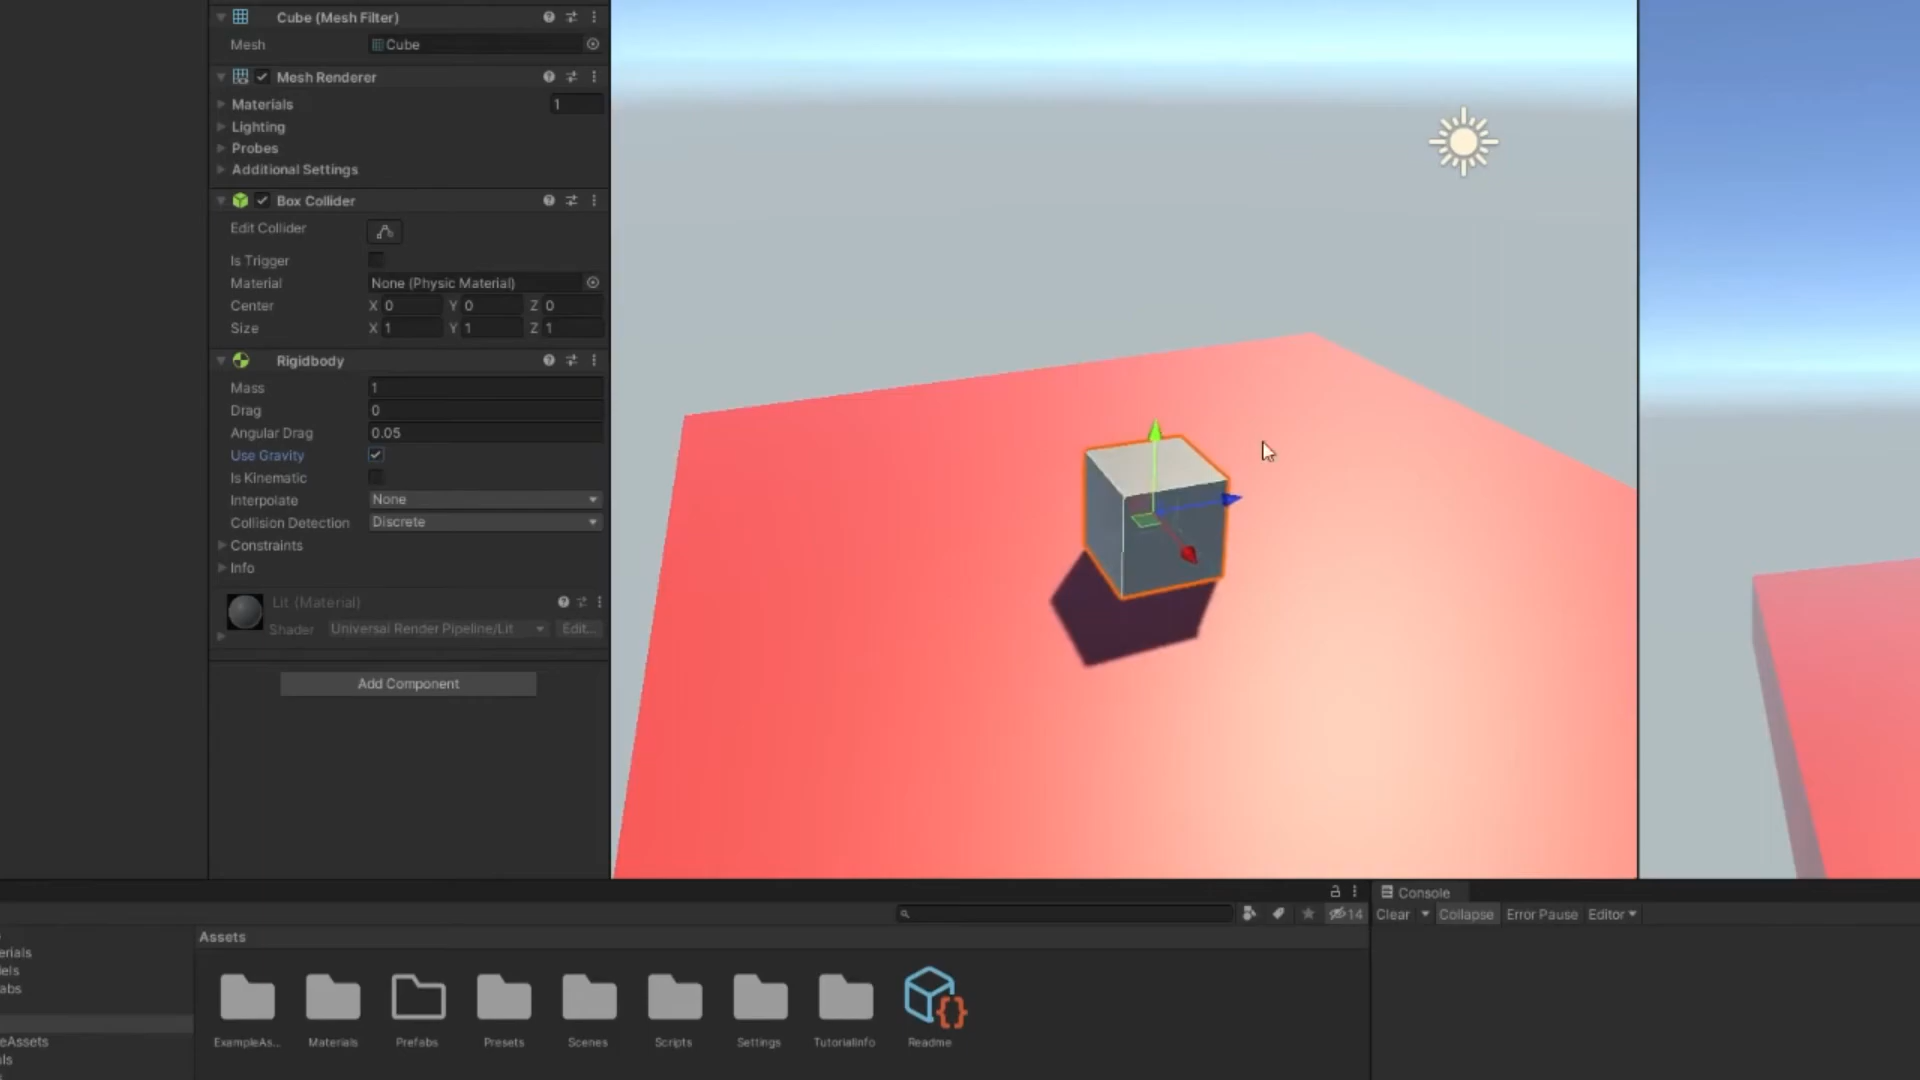 Cube (Mesh Filter)
Mesh Cube
Mesh Renderer
Materials 1
Lighting
Probes
Additional Settings
Box Collider
Edit Collider
Is Trigger
Material None (Physic Material)
Center X 0 Y 0 Z 0
Size X 1 Y 1 Z 1
Rigidbody
Mass 1
Drag 0
Angular Drag 0.05
Use Gravity
Is Kinematic
Interpolate None
Collision Detection Discrete
Constraints
Info
Lit (Material)
Shader Universal Render Pipeline/Lit Edit...
Add Component
14
Console
Clear Collapse Error Pause Editor
Assets
erials
els
abs
eAssets
ls
ExampleAs...
Materials
Prefabs
Presets
Scenes
Scripts
Settings
TutorialInfo
Readme